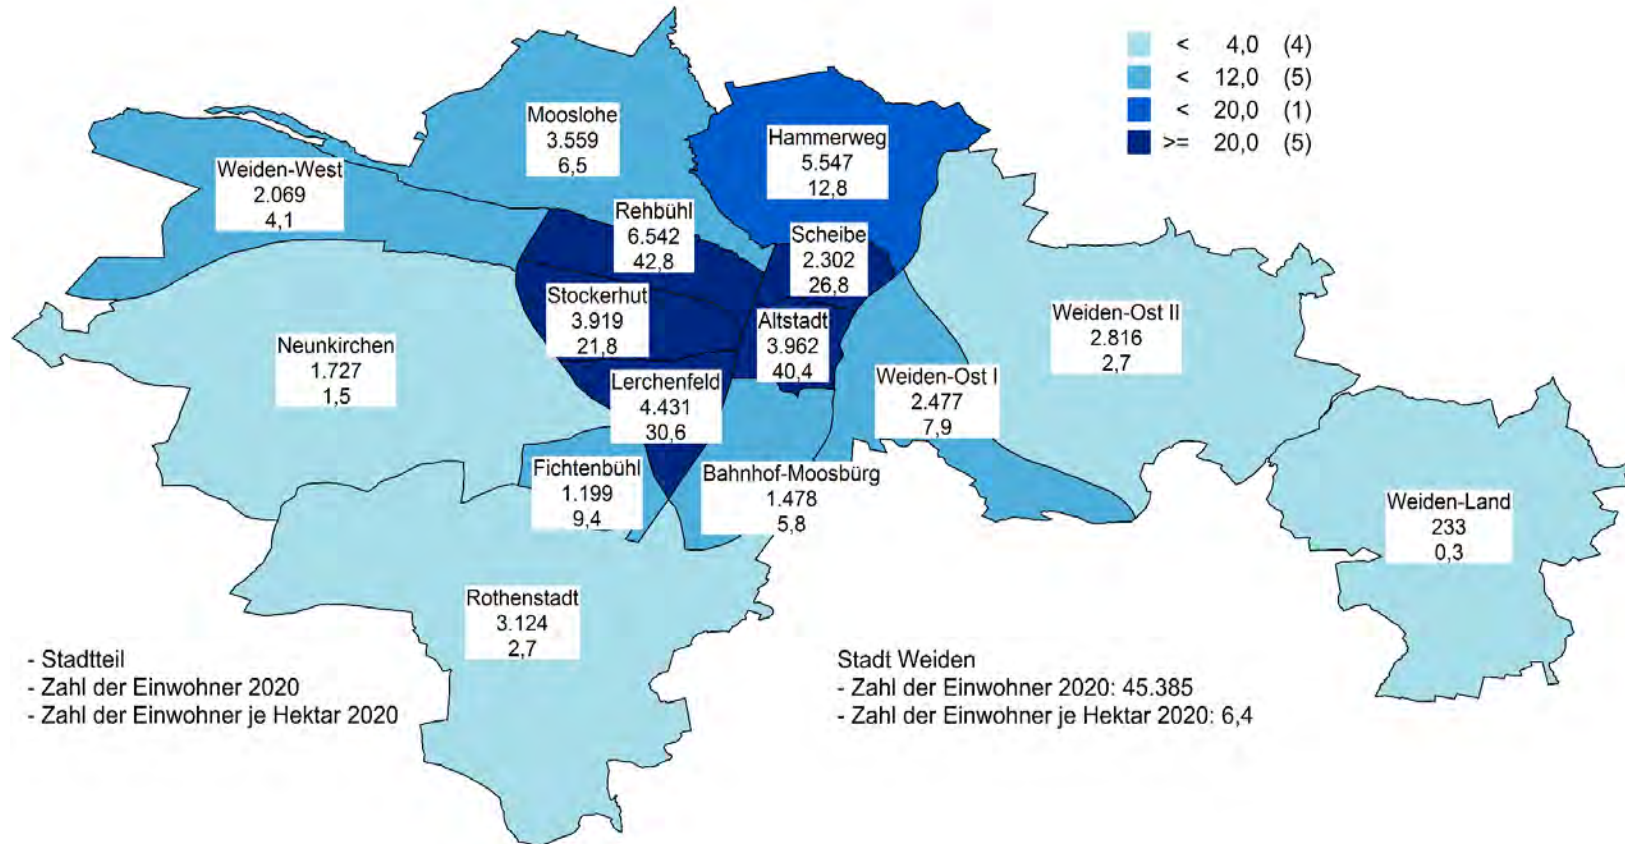 < 4,0 (4)
< 12,0 (5)
< 20,0 (1)
>= 20,0 (5)
Mooslohe
3.559
6,5
Hammerweg
5.547
12,8
Weiden-West
2.069
4,1
Rehbühl
6.542
42,8
Scheibe
2.302
26,8
Stockerhut
3.919
21,8
Altstadt
3.962
40,4
Weiden-Ost II
2.816
2,7
Neunkirchen
1.727
1,5
Lerchenfeld
4.431
30,6
Weiden-Ost I
2.477
7,9
Fichtenbühl
1.199
9,4
Bahnhof-Moosbürg
1.478
5,8
Weiden-Land
233
0,3
Rothenstadt
3.124
2,7
- Stadtteil
- Zahl der Einwohner 2020
- Zahl der Einwohner je Hektar 2020
Stadt Weiden
- Zahl der Einwohner 2020: 45.385
- Zahl der Einwohner je Hektar 2020: 6,4